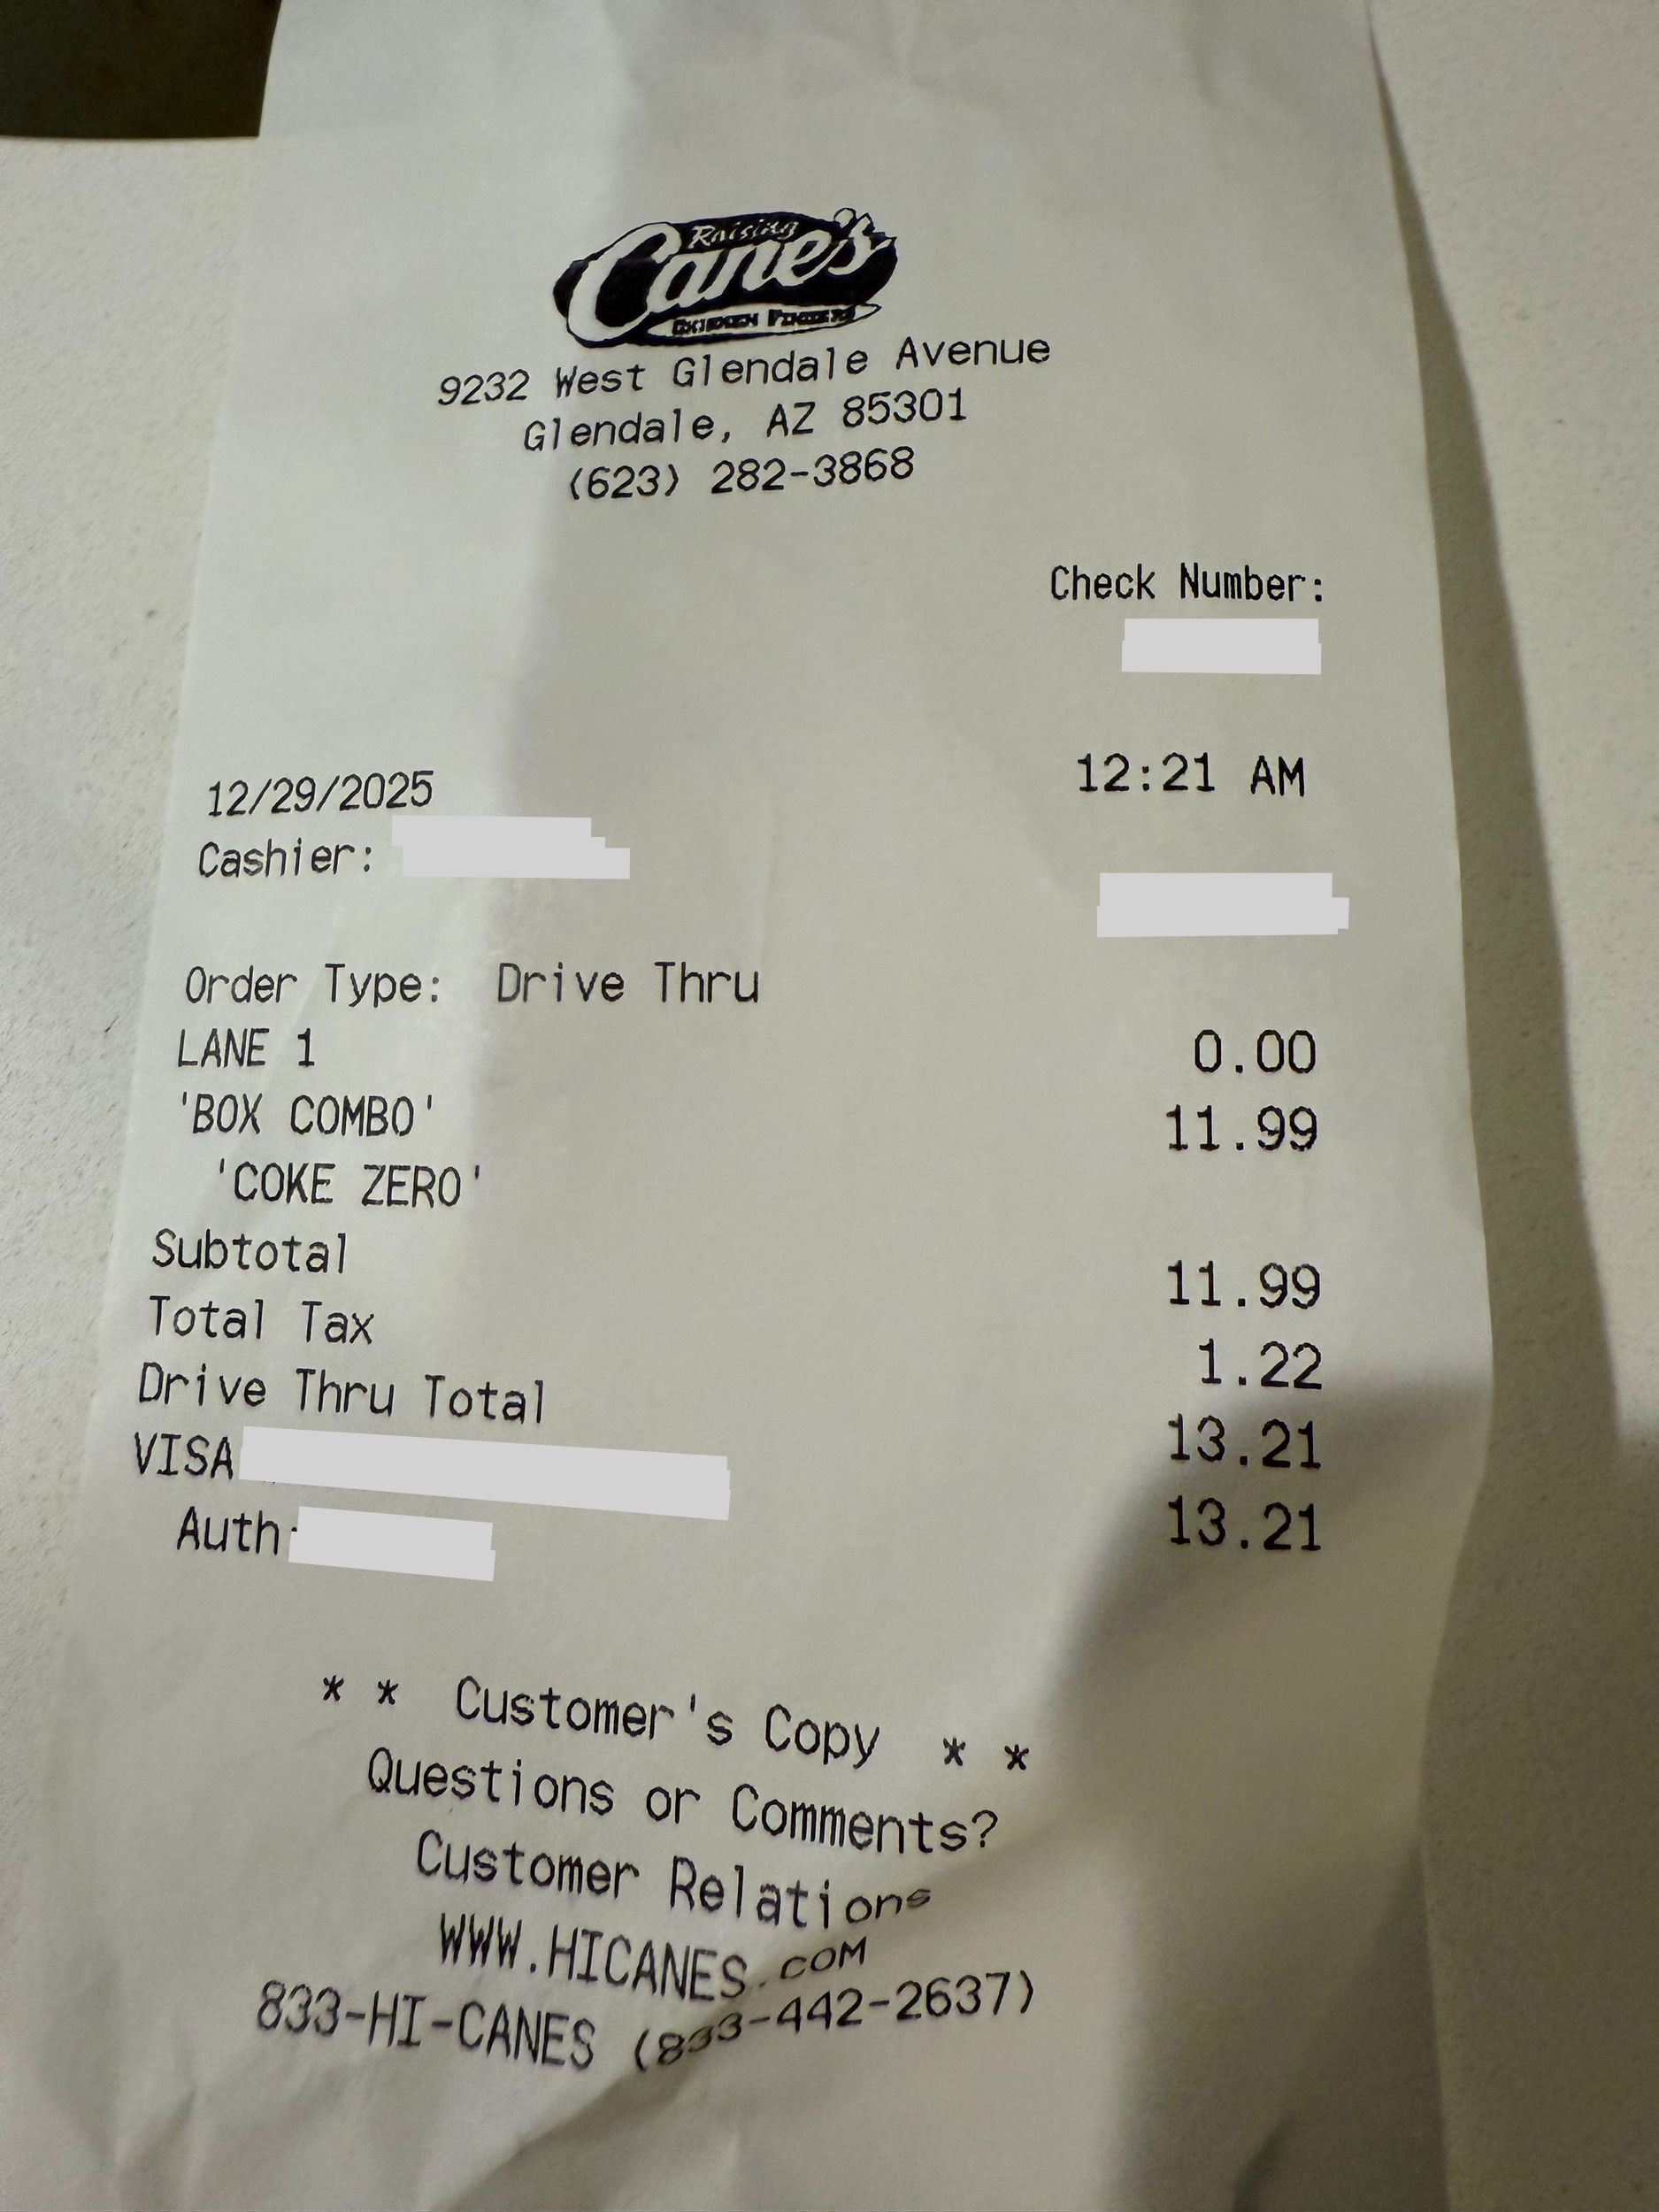 Raising
Cane's
CHICKEN FINGERS
9232 West Glendale Avenue
Glendale, AZ 85301
(623) 282-3868
Check Number:
12/29/2025 12:21 AM
Cashier:
Order Type: Drive Thru
LANE 1 0.00
'BOX COMBO' 11.99
'COKE ZERO'
Subtotal 11.99
Total Tax 1.22
Drive Thru Total 13.21
VISA 13.21
Auth:
* * Customer's Copy * *
Questions or Comments?
Customer Relations
WWW.HICANES.COM
833-HI-CANES (833-442-2637)